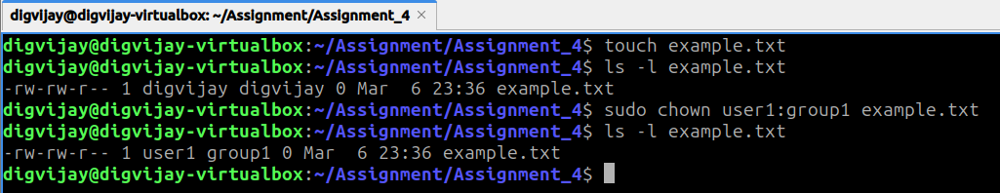 digvijay@digvijay-virtualbox: ~/Assignment/Assignment_4 ×
digvijay@digvijay-virtualbox:~/Assignment/Assignment_4$ touch example.txt
digvijay@digvijay-virtualbox:~/Assignment/Assignment_4$ ls -l example.txt
-rw-rw-r-- 1 digvijay digvijay 0 Mar  6 23:36 example.txt
digvijay@digvijay-virtualbox:~/Assignment/Assignment_4$ sudo chown user1:group1 example.txt
digvijay@digvijay-virtualbox:~/Assignment/Assignment_4$ ls -l example.txt
-rw-rw-r-- 1 user1 group1 0 Mar  6 23:36 example.txt
digvijay@digvijay-virtualbox:~/Assignment/Assignment_4$